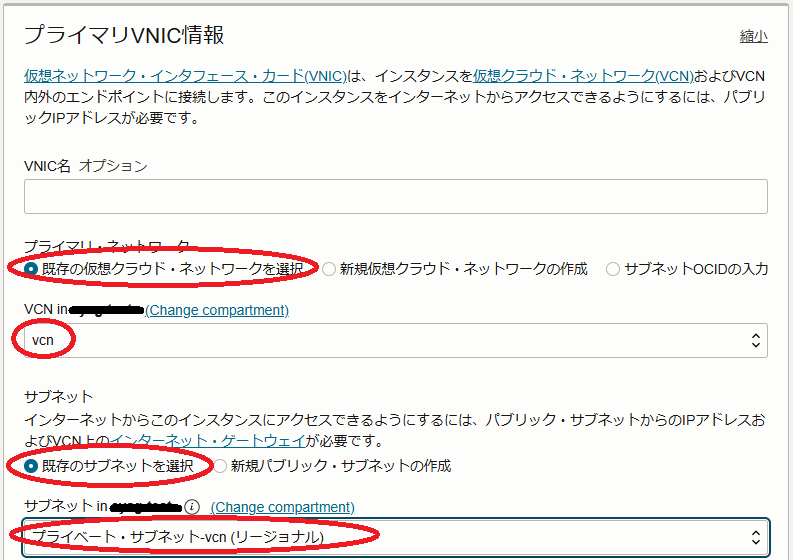 プライマリVNIC情報
縮小
仮想ネットワーク・インタフェース・カード(VNIC)は、インスタンスを仮想クラウド・ネットワーク(VCN)およびVCN
内外のエンドポイントに接続します。このインスタンスをインターネットからアクセスできるようにするには、パブリ
ックIPアドレスが必要です。
VNIC名 オプション
プライマリ・ネットワーク
既存の仮想クラウド・ネットワークを選択 新規仮想クラウド・ネットワークの作成 サブネットOCIDの入力
VCN in (Change compartment)
vcn
サブネット
インターネットからこのインスタンスにアクセスできるようにするには、パブリック・サブネットからのIPアドレスお
よびVCN上のインターネット・ゲートウェイが必要です。
既存のサブネットを選択 新規パブリック・サブネットの作成
サブネット in (Change compartment)
プライベート・サブネット-vcn (リージョナル)